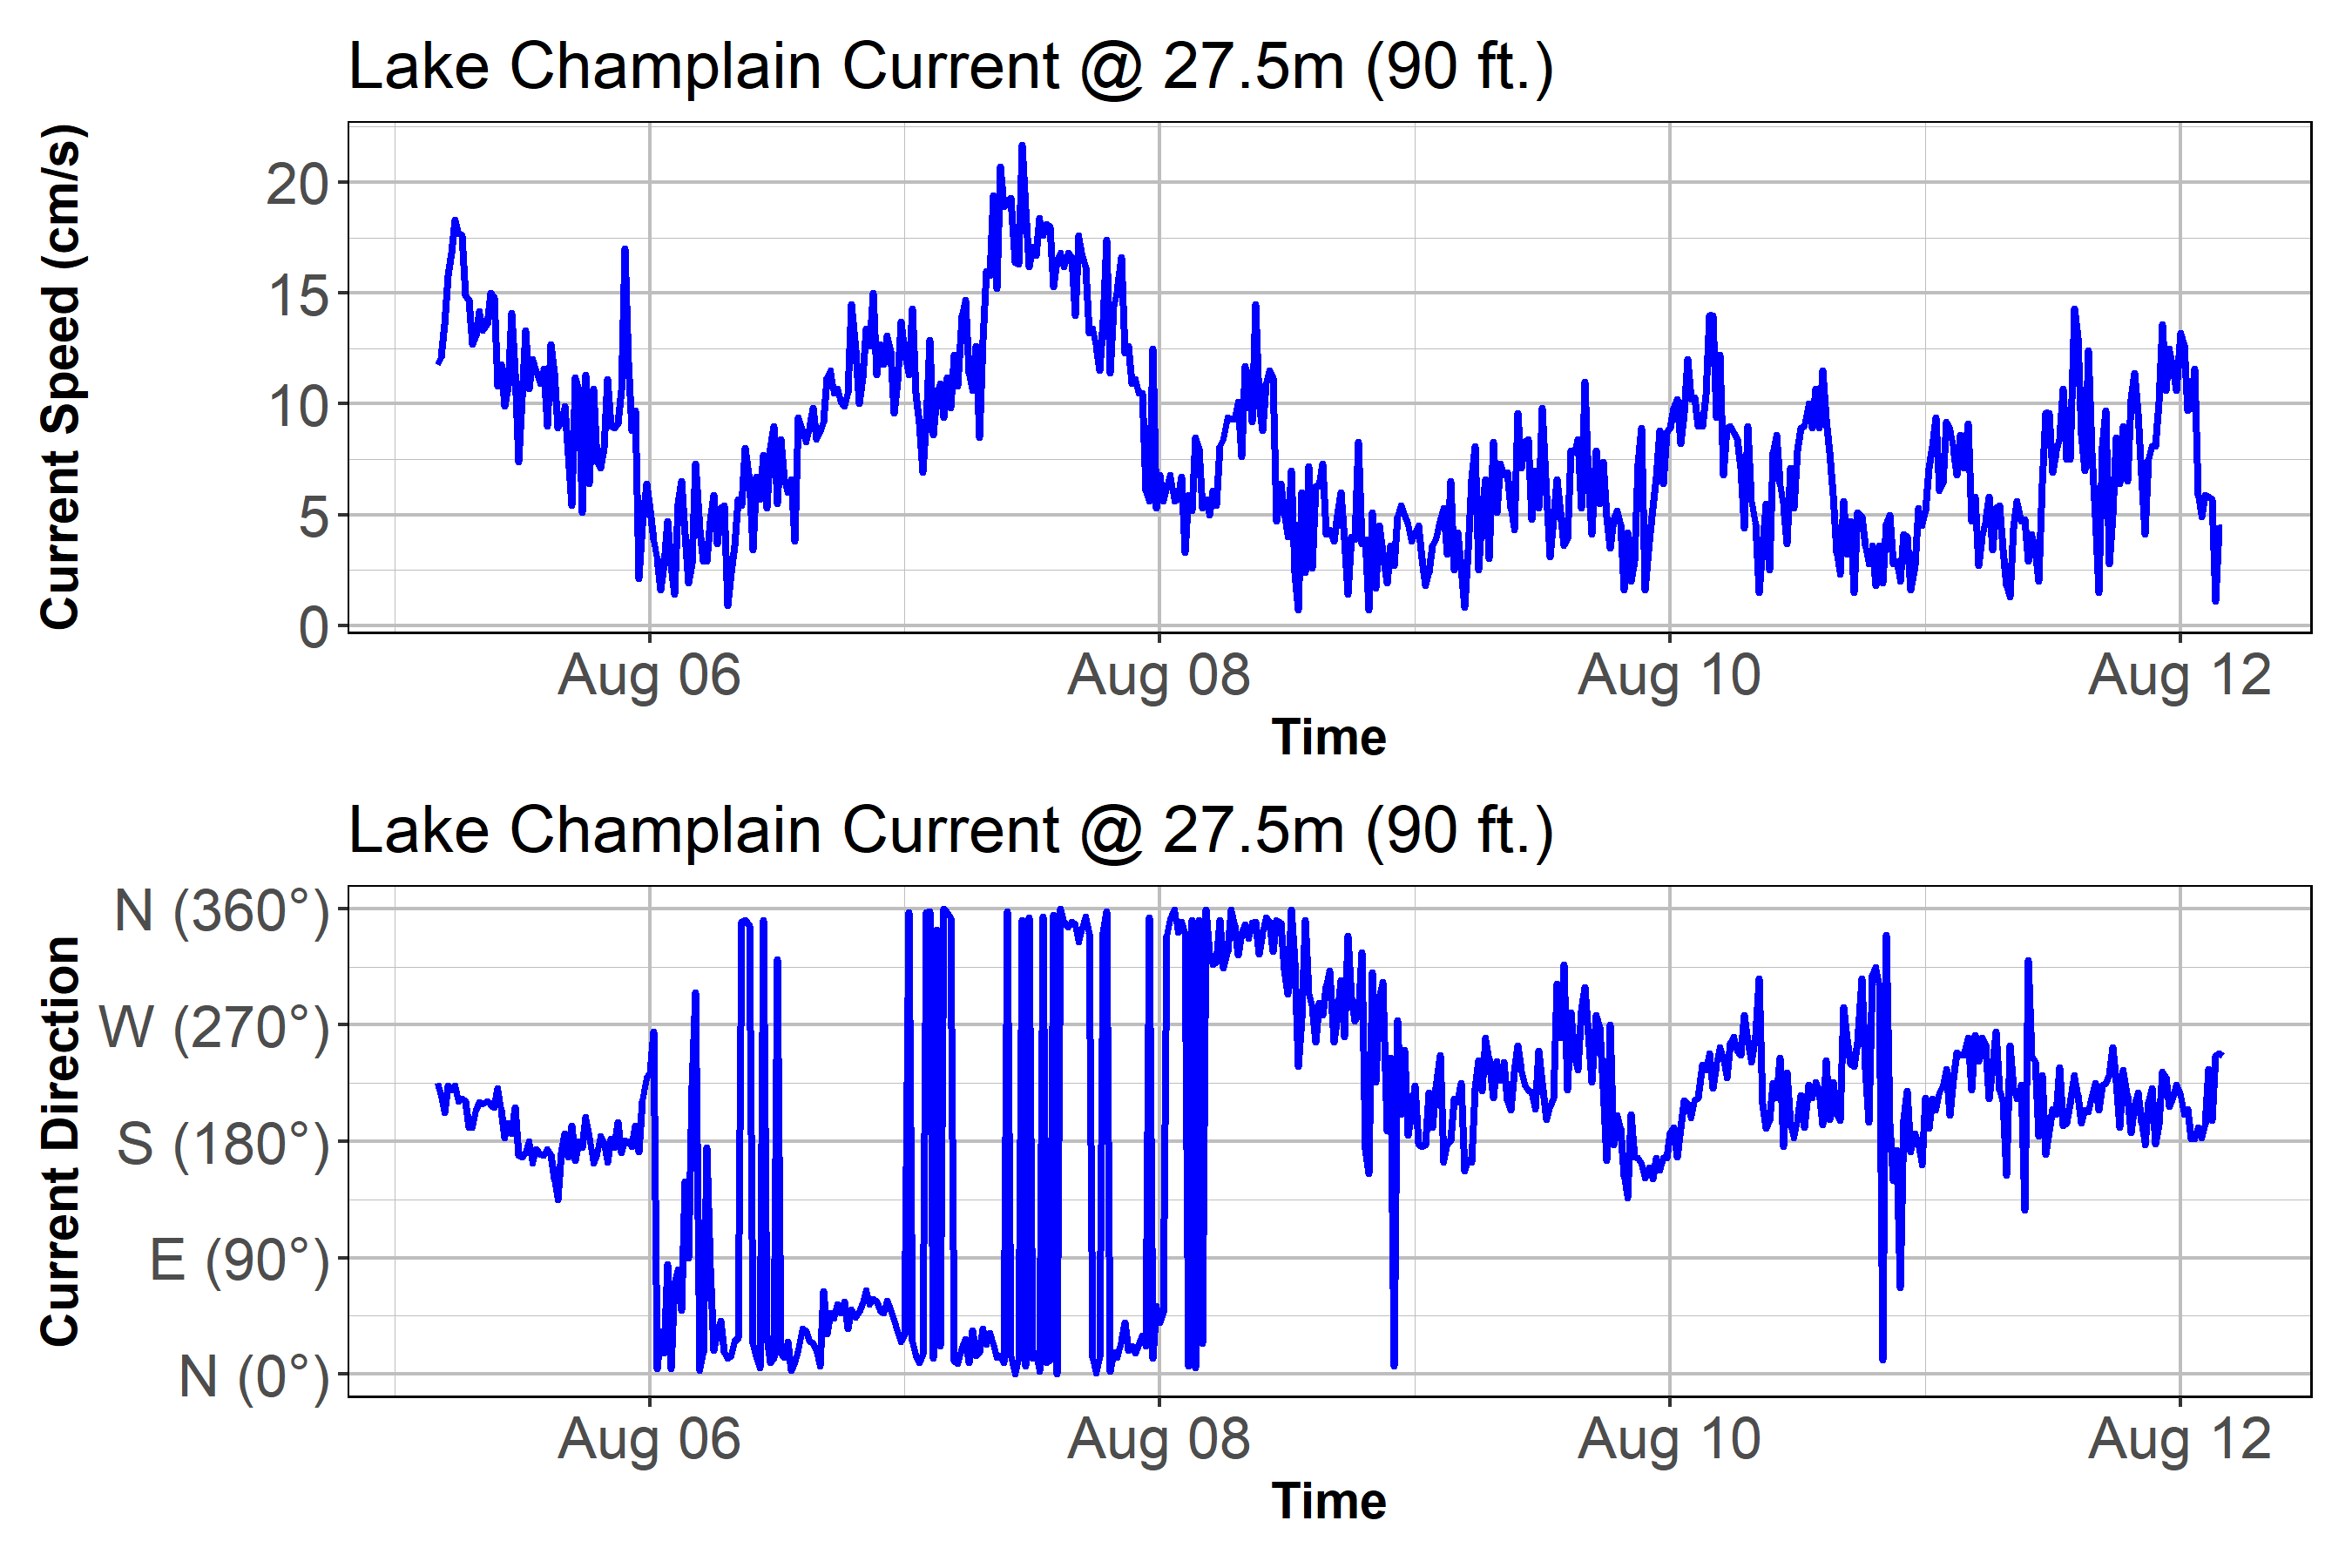 Lake Champlain Current @ 27.5m (90 ft.)
Current Speed (cm/s)
20
15
10
5
0
Aug 06 Aug 08 Aug 10 Aug 12
Time
Lake Champlain Current @ 27.5m (90 ft.)
Current Direction
N (360°)
W (270°)
S (180°)
E (90°)
N (0°)
Aug 06 Aug 08 Aug 10 Aug 12
Time